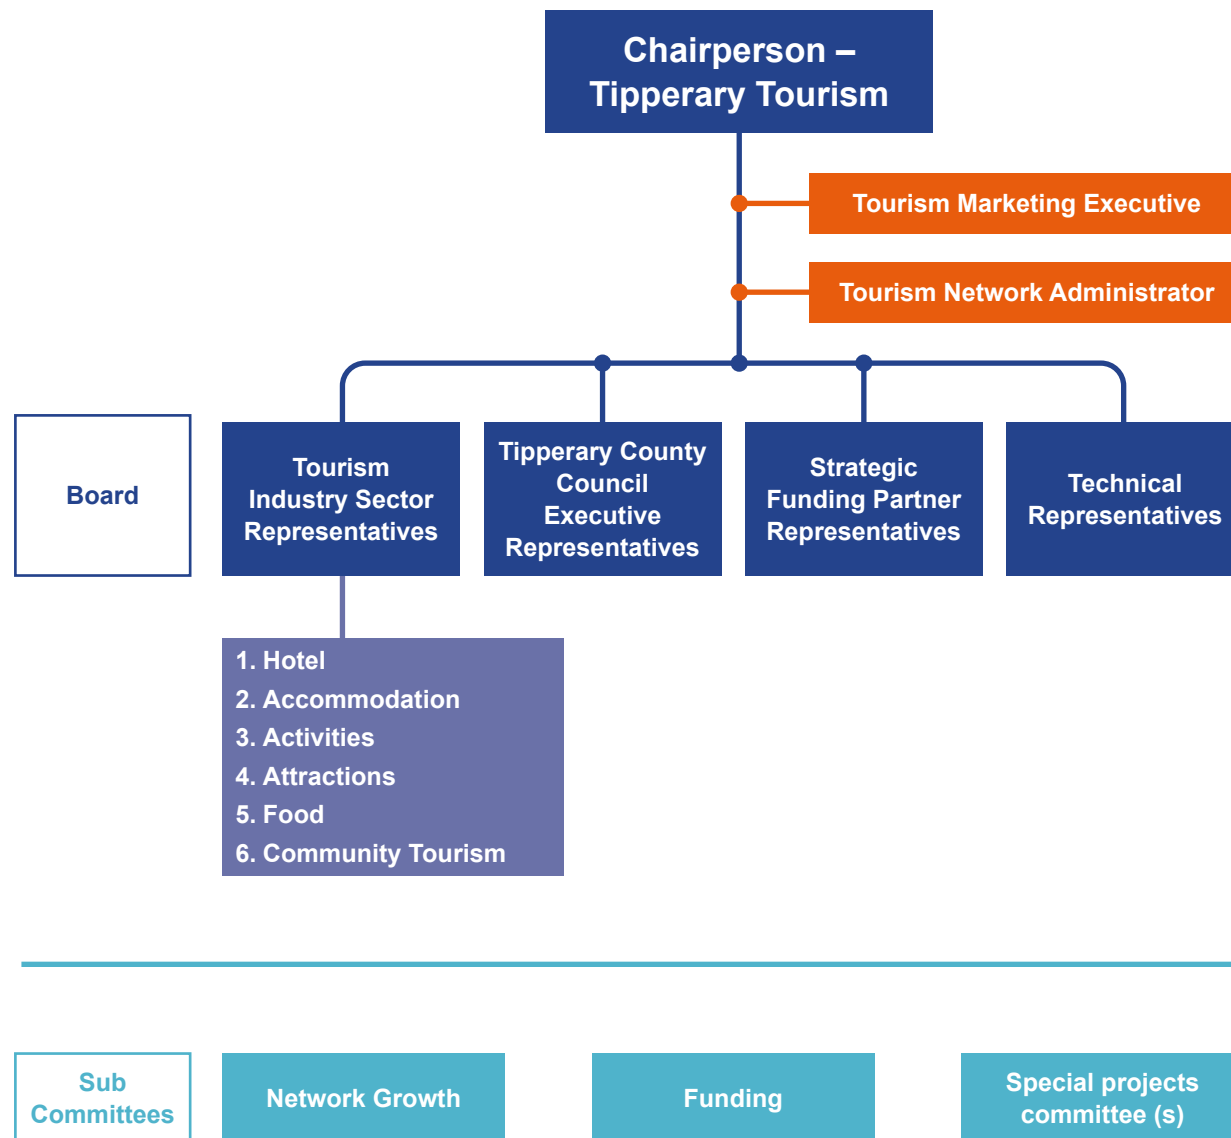 Chairperson –
Tipperary Tourism
Tourism Marketing Executive
Tourism Network Administrator
Board
Tourism
Industry Sector
Representatives
Tipperary County
Council
Executive
Representatives
Strategic
Funding Partner
Representatives
Technical
Representatives
1. Hotel
2. Accommodation
3. Activities
4. Attractions
5. Food
6. Community Tourism
Sub
Committees
Network Growth
Funding
Special projects
committee (s)